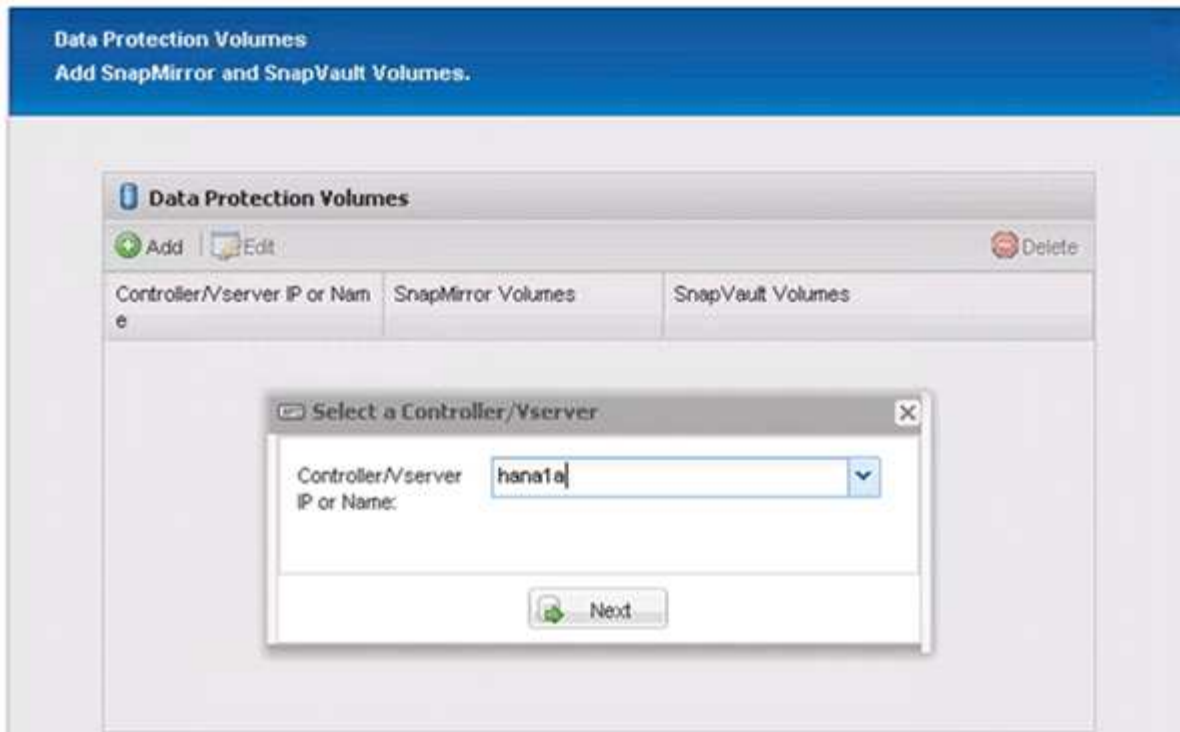 Data Protection Volumes
Add SnapMirror and SnapVault Volumes.
Data Protection Volumes
Add Edit Delete
Controller/Vserver IP or Nam SnapMirror Volumes SnapVault Volumes
e
Select a Controller/Vserver
Controller/Vserver hana1a
IP or Name:
Next